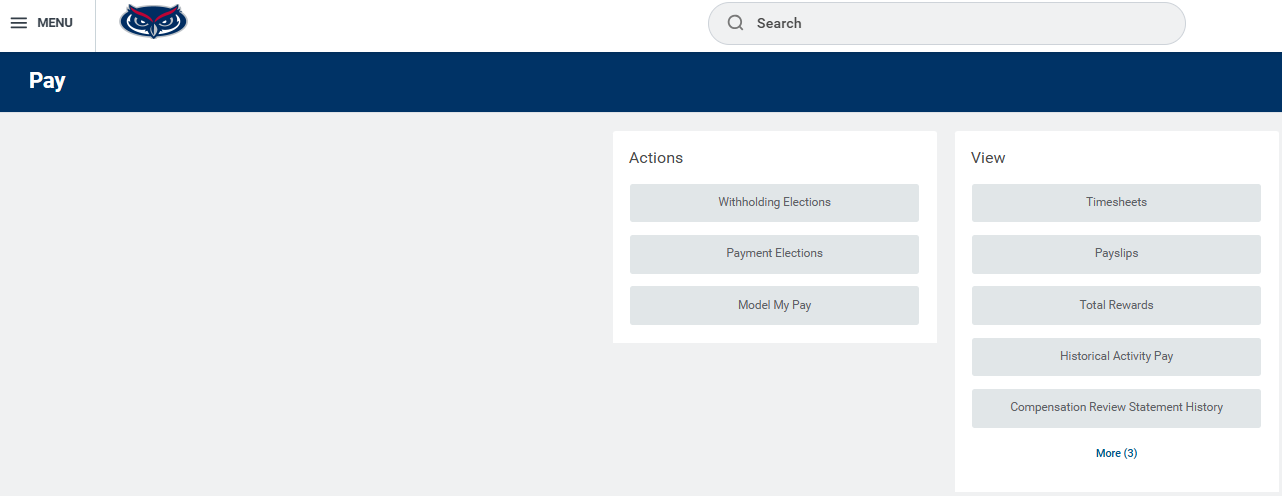 MENU
Search
Pay
Actions
Withholding Elections
Payment Elections
Model My Pay
View
Timesheets
Payslips
Total Rewards
Historical Activity Pay
Compensation Review Statement History
More (3)